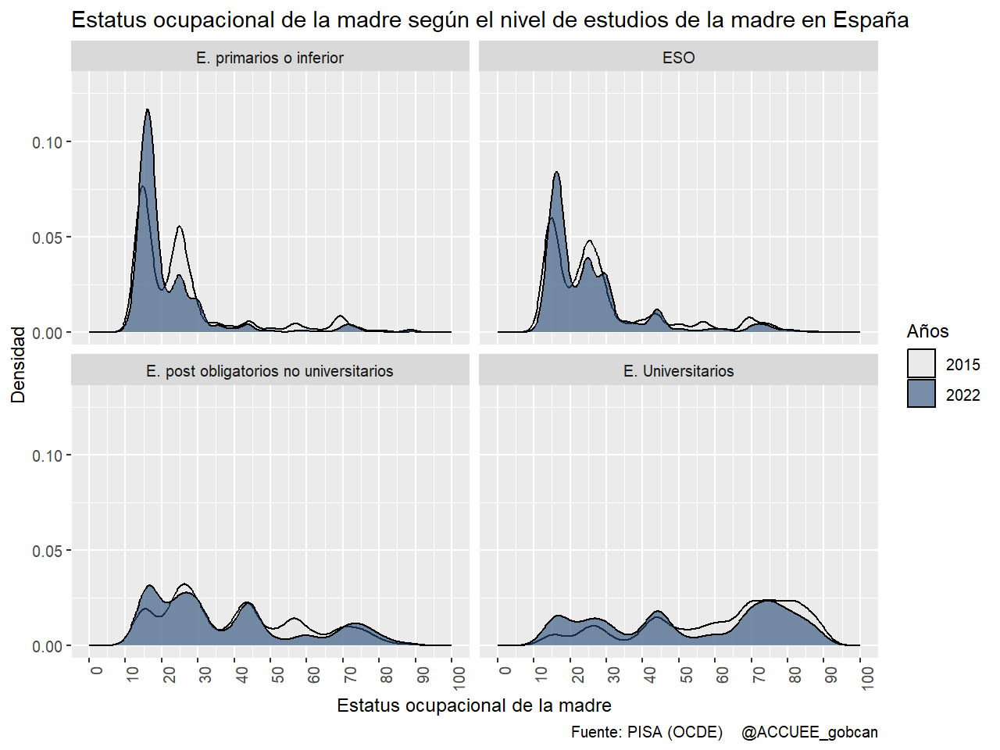 Estatus ocupacional de la madre según el nivel de estudios de la madre en España
E. primarios o inferior
ESO
0.10
0.05
0.00
E. post obligatorios no universitarios
E. Universitarios
0.10
0.05
0.00
Densidad
0 10 20 30 40 50 60 70 80 90 100
0 10 20 30 40 50 60 70 80 90 100
Estatus ocupacional de la madre
Años
2015
2022
Fuente: PISA (OCDE) @ACCUEE_gobcan